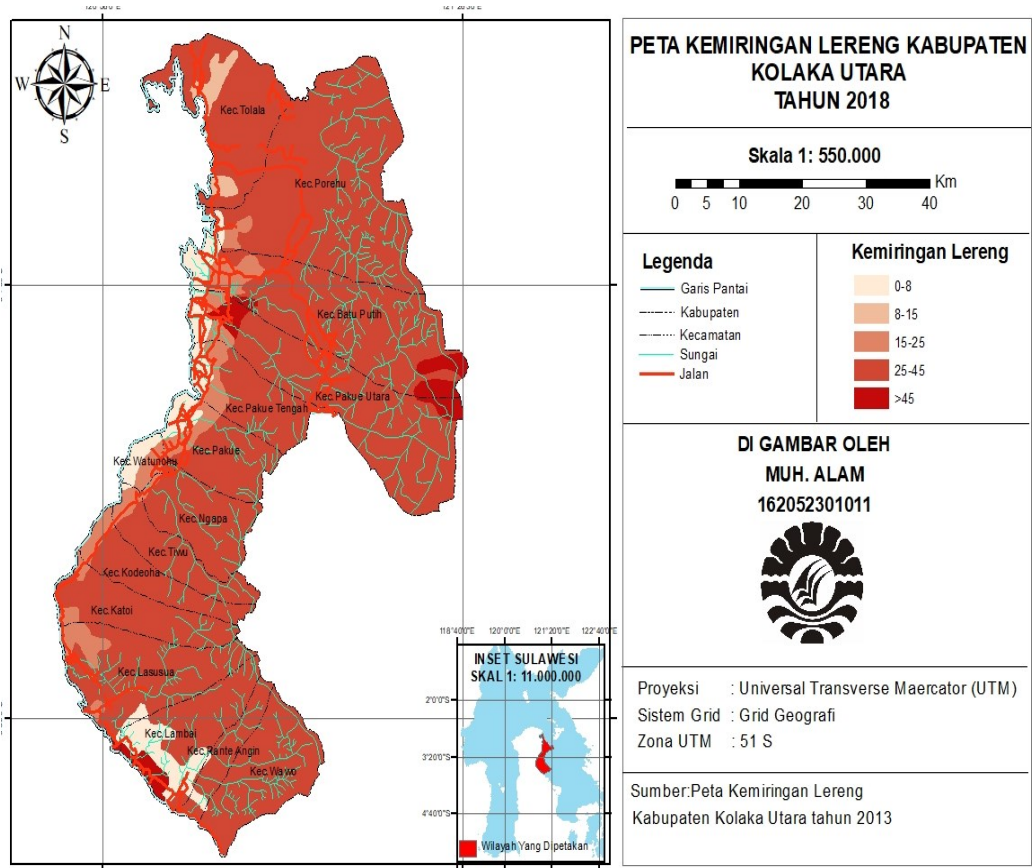 N
W
E
S
Kec.Tolala
Kec.Porehu
Kec.Batu Putih
Kec.Pakue Utara
Kec.Pakue Tengah
Kec.Pakue
Kec.Watunohu
Kec.Ngapa
Kec.Tiwu
Kec.Kodeoha
Kec.Katoi
Kec.Lasusua
Kec.Lambai
Kec.Rante Angin
Kec.Wawo
118°40'0"E 120°0'0"E 121°20'0"E 122°40'0"E
INSET SULAWESI
SKAL 1: 11.000.000
2°0'0"S
3°20'0"S
4°40'0"S
Wilayah Yang Dipetakan
PETA KEMIRINGAN LERENG KABUPATEN
KOLAKA UTARA
TAHUN 2018
Skala 1: 550.000
Km
0 5 10 20 30 40
Legenda
Garis Pantai
Kabupaten
Kecamatan
Sungai
Jalan
Kemiringan Lereng
0-8
8-15
15-25
25-45
>45
DI GAMBAR OLEH
MUH. ALAM
162052301011
Proyeksi : Universal Transverse Maercator (UTM)
Sistem Grid : Grid Geografi
Zona UTM : 51 S
Sumber:Peta Kemiringan Lereng
Kabupaten Kolaka Utara tahun 2013